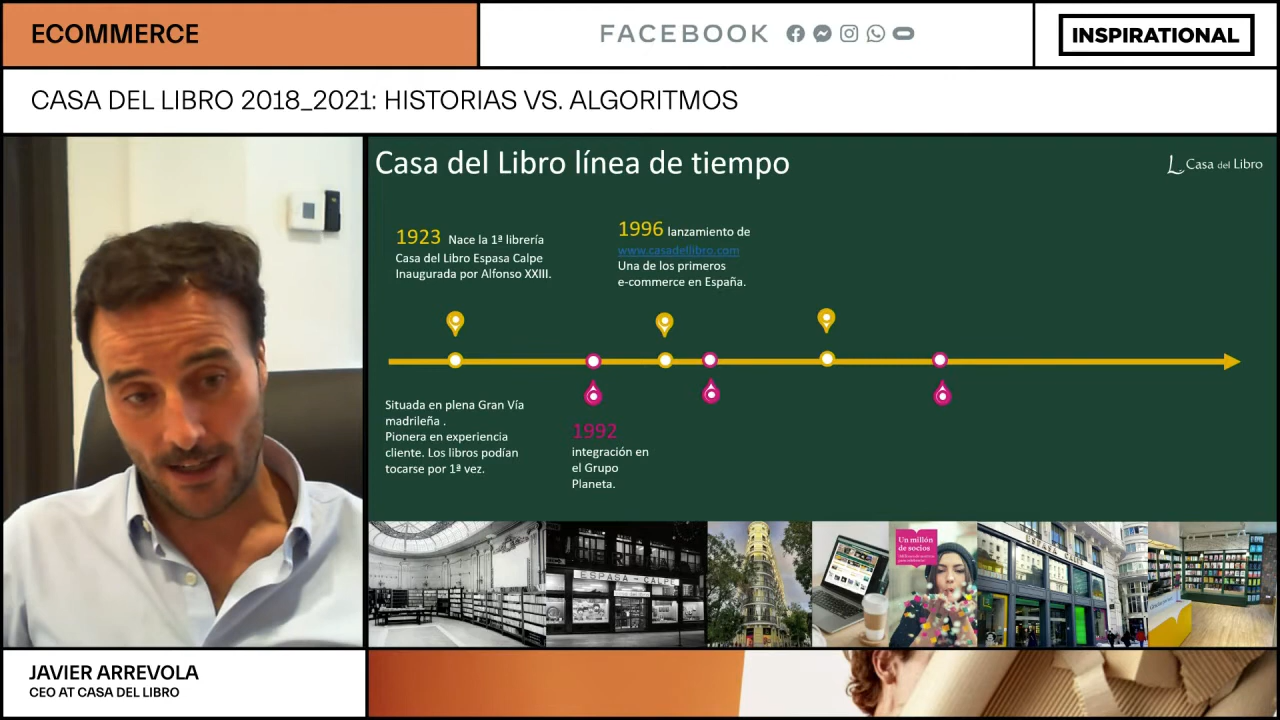 ECOMMERCE
FACEBOOK
INSPIRATIONAL
CASA DEL LIBRO 2018_2021: HISTORIAS VS. ALGORITMOS
Casa del Libro línea de tiempo
Casa del Libro
1923 Nace la 1ª librería
Casa del Libro Espasa Calpe
Inaugurada por Alfonso XXIII.
1996 lanzamiento de
www.casadellibro.com
Una de los primeros
e-commerce en España.
Situada en plena Gran Vía
madrileña .
Pionera en experiencia
cliente. Los libros podían
tocarse por 1ª vez.
1992
integración en
el Grupo
Planeta.
ESPASA-CALPE
Un millón
de socios
ESPASA CALPE
JAVIER ARREVOLA
CEO AT CASA DEL LIBRO